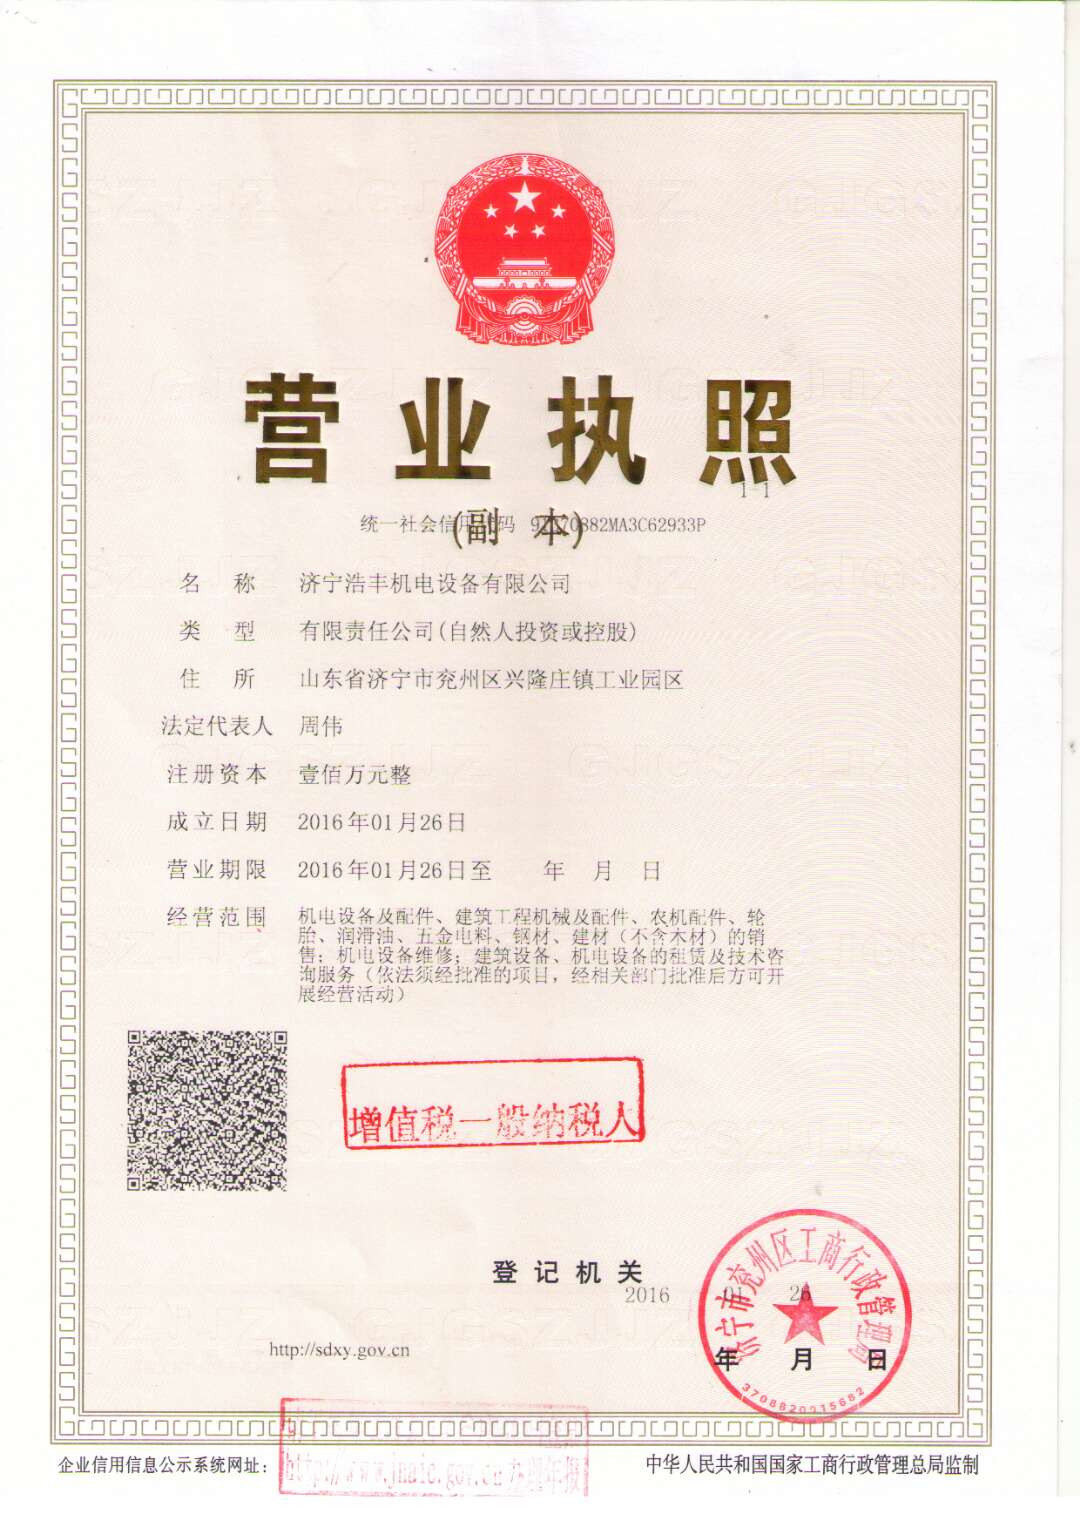 营业执照
1-1
(副 本)
统一社会信用代码 91370882MA3C62933P
名 称 济宁浩丰机电设备有限公司
类 型 有限责任公司(自然人投资或控股)
住 所 山东省济宁市兖州区兴隆庄镇工业园区
法定代表人 周伟
注册资本 壹佰万元整
成立日期 2016年01月26日
营业期限 2016年01月26日至 年 月 日
经营范围 机电设备及配件、建筑工程机械及配件、农机配件、轮
胎、润滑油、五金电料、钢材、建材（不含木材）的销
售；机电设备维修；建筑设备、机电设备的租赁及技术咨
询服务（依法须经批准的项目，经相关部门批准后方可开
展经营活动）
增值税一般纳税人
登记机关
2016 01 26
年 月 日
济宁市兖州区工商行政管理局
3708820015682
http://sdxy.gov.cn
企业信用信息公示系统网址：
http://www.jnaic.gov.cn办理年报
中华人民共和国国家工商行政管理总局监制